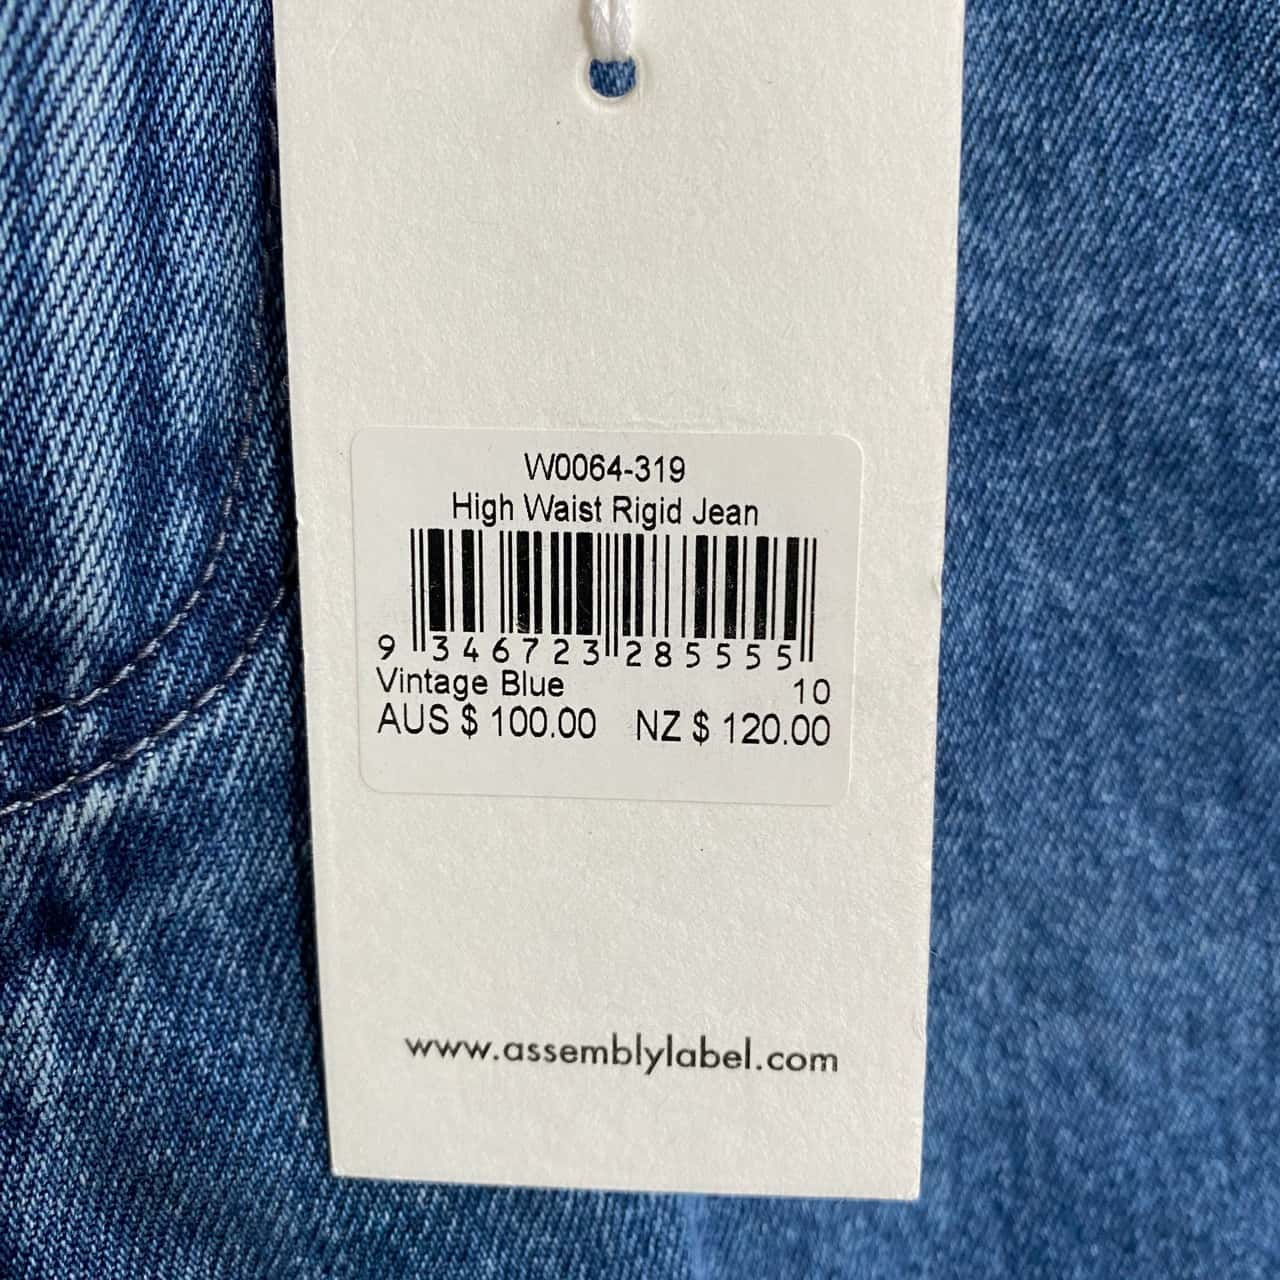 W0064-319
High Waist Rigid Jean
9 346723 285555
Vintage Blue 10
AUS $ 100.00 NZ $ 120.00
www.assemblylabel.com